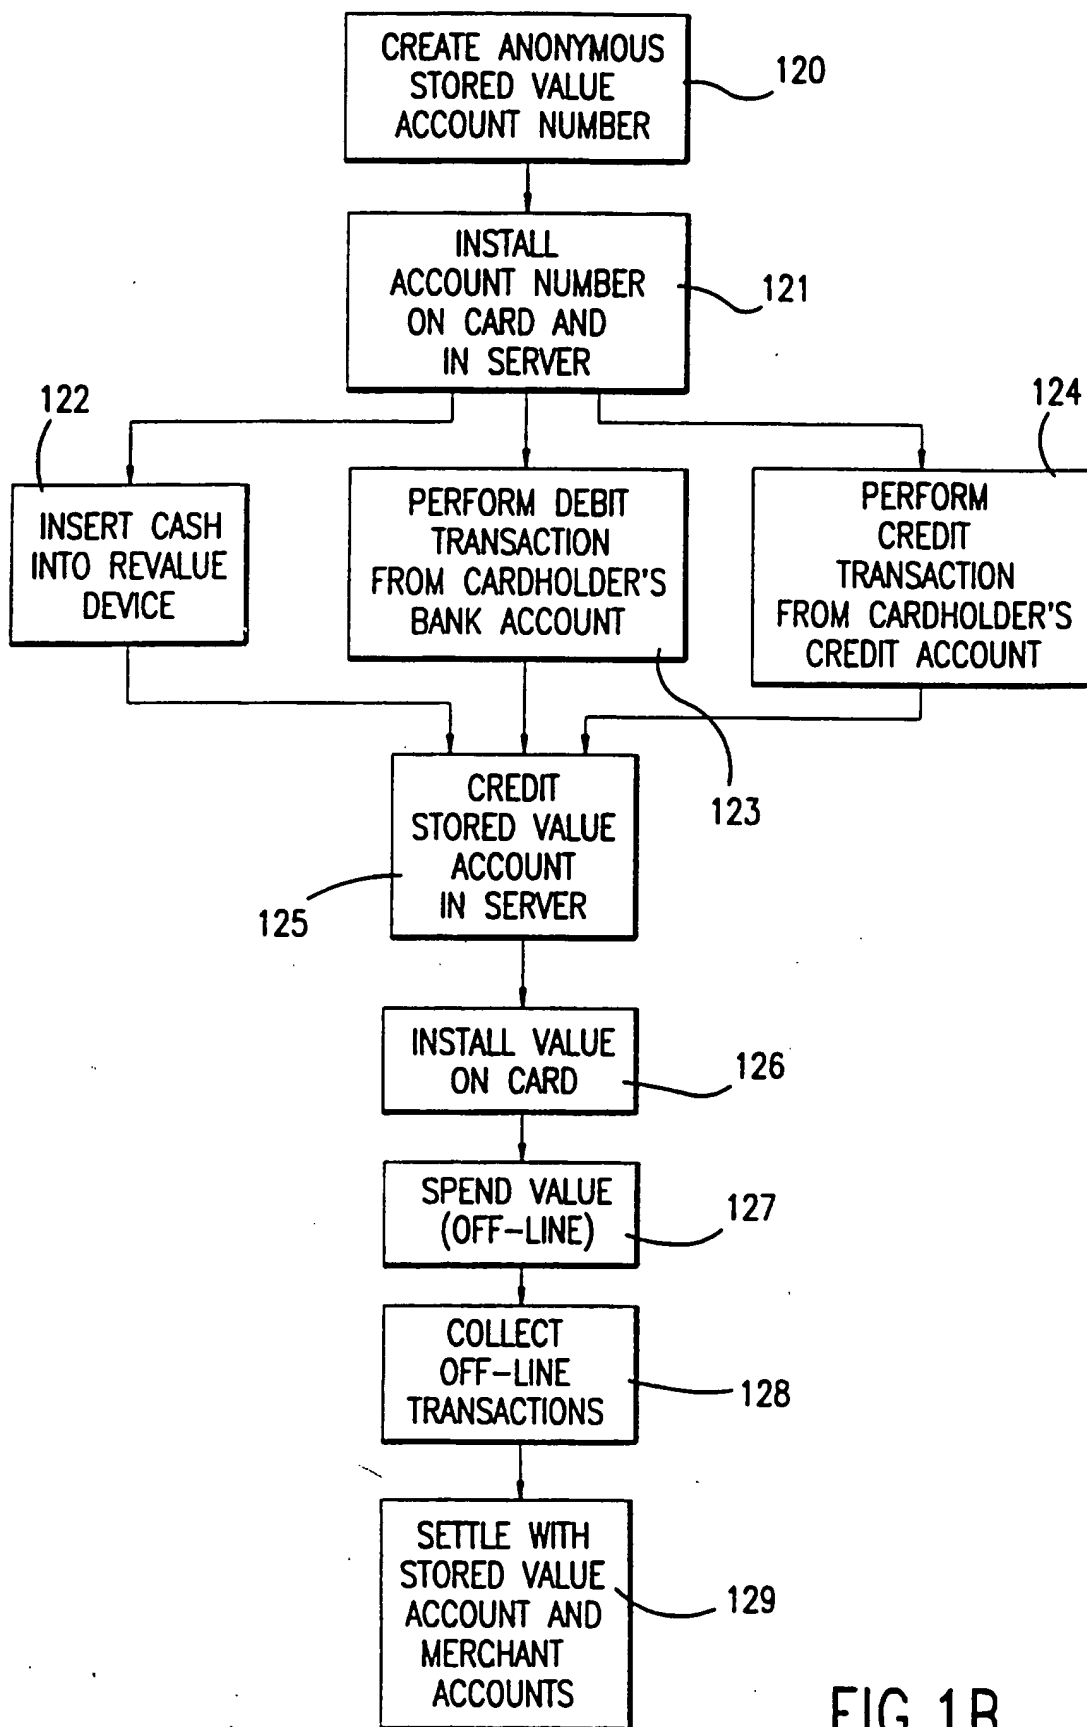 CREATE ANONYMOUS
STORED VALUE
ACCOUNT NUMBER
120
INSTALL
ACCOUNT NUMBER
ON CARD AND
IN SERVER
121
122
INSERT CASH
INTO REVALUE
DEVICE
PERFORM DEBIT
TRANSACTION
FROM CARDHOLDER'S
BANK ACCOUNT
123
124
PERFORM
CREDIT
TRANSACTION
FROM CARDHOLDER'S
CREDIT ACCOUNT
CREDIT
STORED VALUE
ACCOUNT
IN SERVER
125
INSTALL VALUE
ON CARD
126
SPEND VALUE
(OFF-LINE)
127
COLLECT
OFF-LINE
TRANSACTIONS
128
SETTLE WITH
STORED VALUE
ACCOUNT AND
MERCHANT
ACCOUNTS
129
FIG. 1B